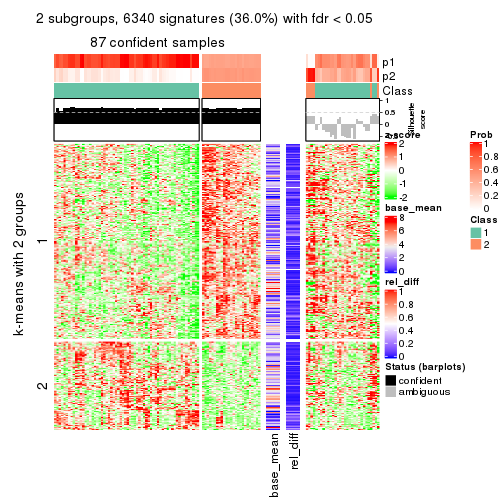 2 subgroups, 6340 signatures (36.0%) with fdr < 0.05
87 confident samples
p1
p2
Class
1
0.5
0
-0.5
Silhouette
score
k-means with 2 groups
1
2
base_mean
rel_diff
z-score
2
1
0
-1
-2
base_mean
8
6
4
2
0
rel_diff
1
0.8
0.6
0.4
0.2
0
Status (barplots)
confident
ambiguous
Prob
1
0.8
0.6
0.4
0.2
0
Class
1
2